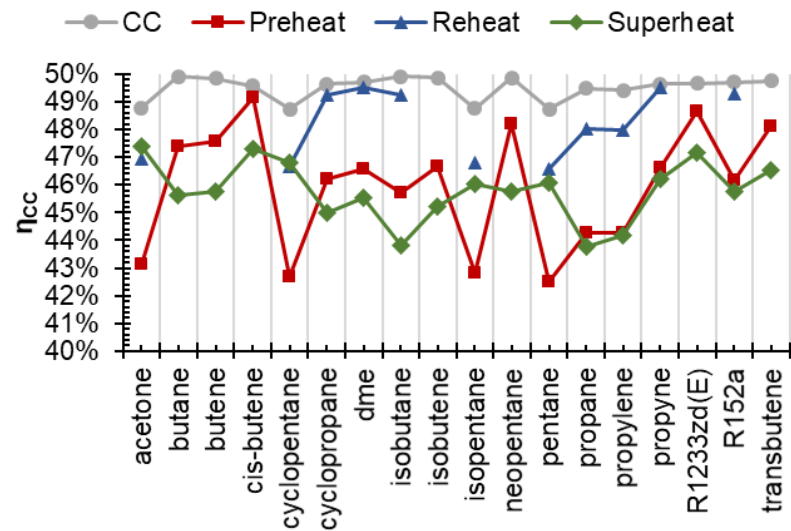 CC Preheat Reheat Superheat
50%
49%
48%
47%
46%
45%
44%
43%
42%
41%
40%
ηCC
acetone
butane
butene
cis-butene
cyclopentane
cyclopropane
dme
isobutane
isobutene
isopentane
neopentane
pentane
propane
propylene
propyne
R1233zd(E)
R152a
transbutene